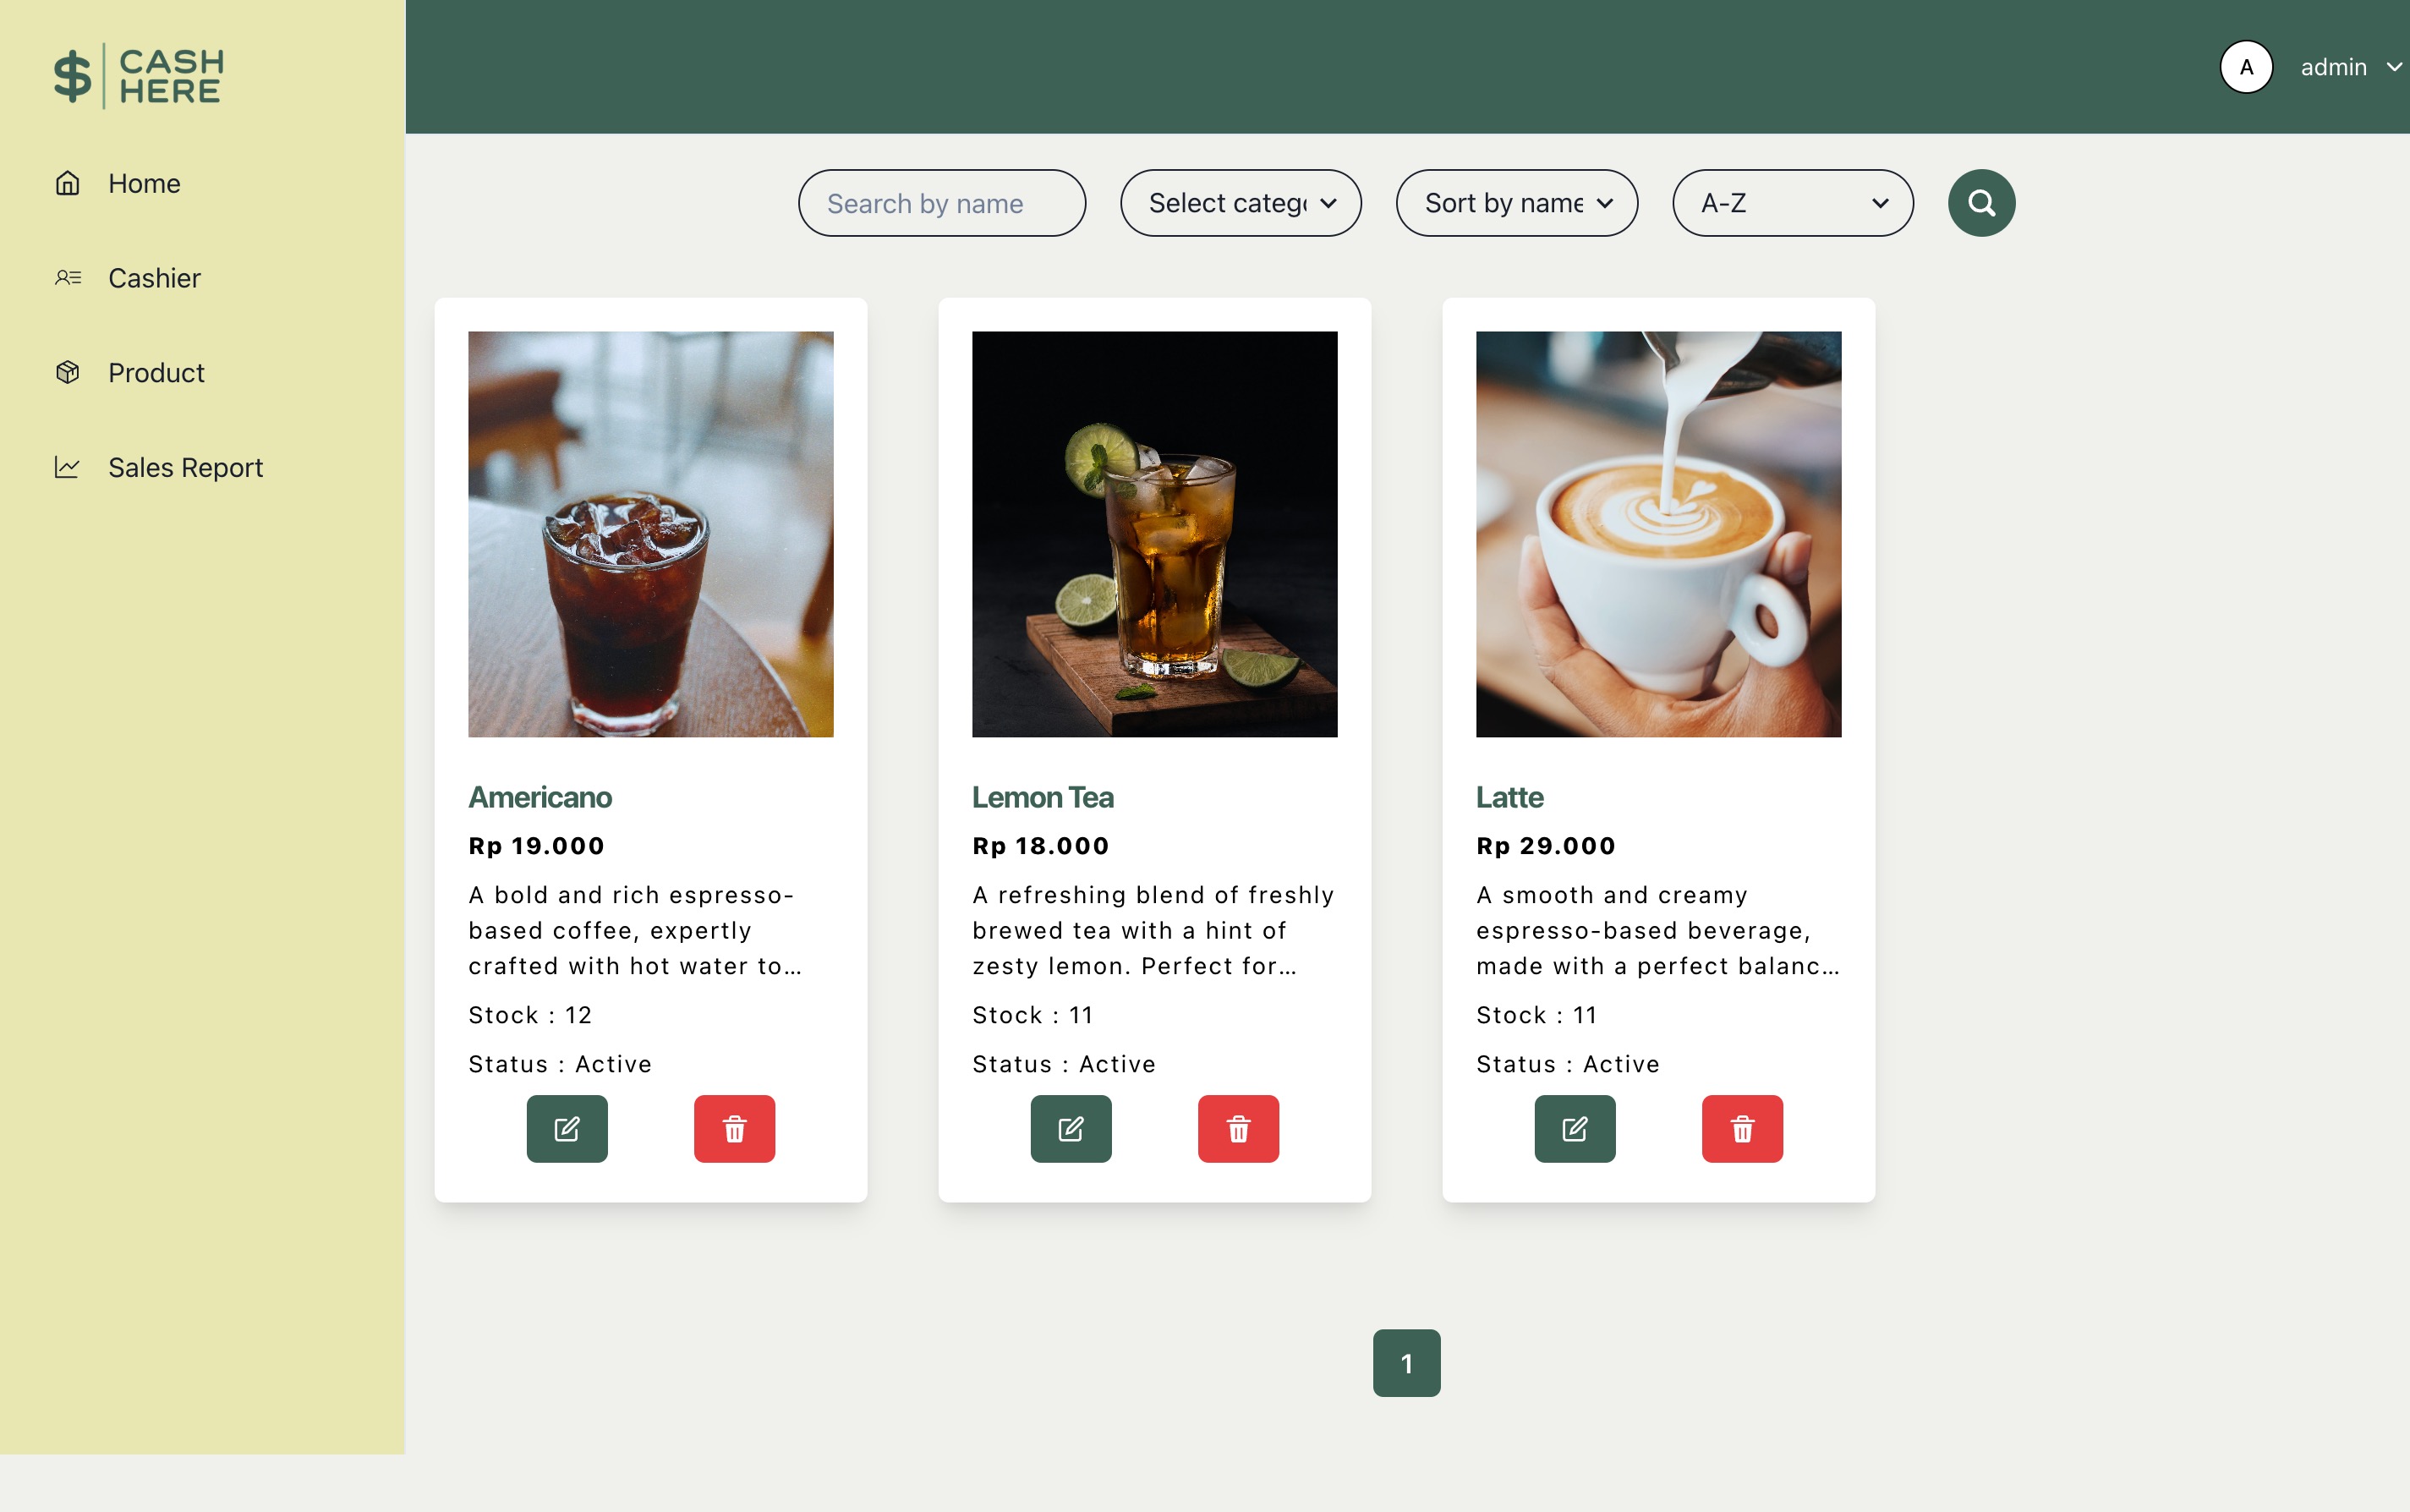 $ CASH
HERE
A
admin
Home
Cashier
Product
Sales Report
Search by name
Select catego
Sort by name
A-Z
Americano
Rp 19.000
A bold and rich espresso-
based coffee, expertly
crafted with hot water to...
Stock : 12
Status : Active
Lemon Tea
Rp 18.000
A refreshing blend of freshly
brewed tea with a hint of
zesty lemon. Perfect for...
Stock : 11
Status : Active
Latte
Rp 29.000
A smooth and creamy
espresso-based beverage,
made with a perfect balanc...
Stock : 11
Status : Active
1